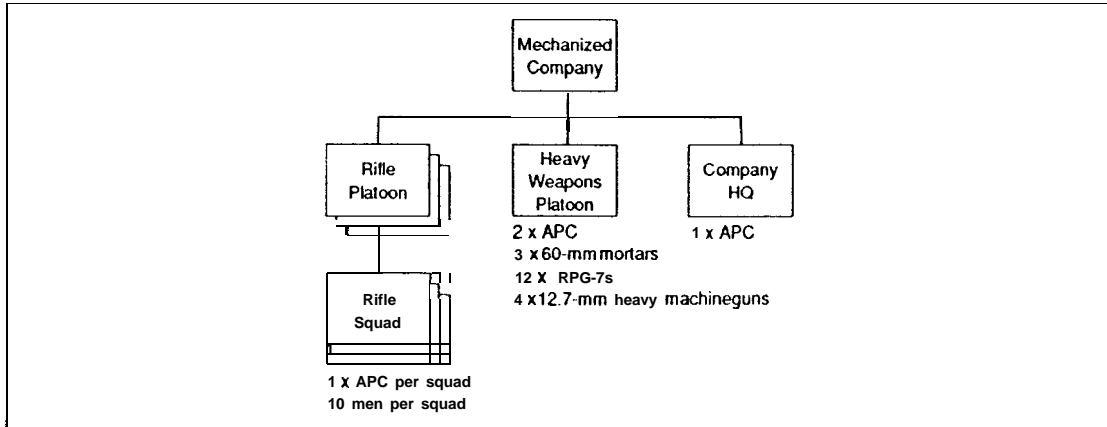 Mechanized
Company
Rifle
Platoon
Heavy
Weapons
Platoon
Company
HQ
2 x APC
3 x 60-mm mortars
12 X RPG-7s
4 x 12.7-mm heavy machineguns
1 x APC
Rifle
Squad
1 X APC per squad
10 men per squad